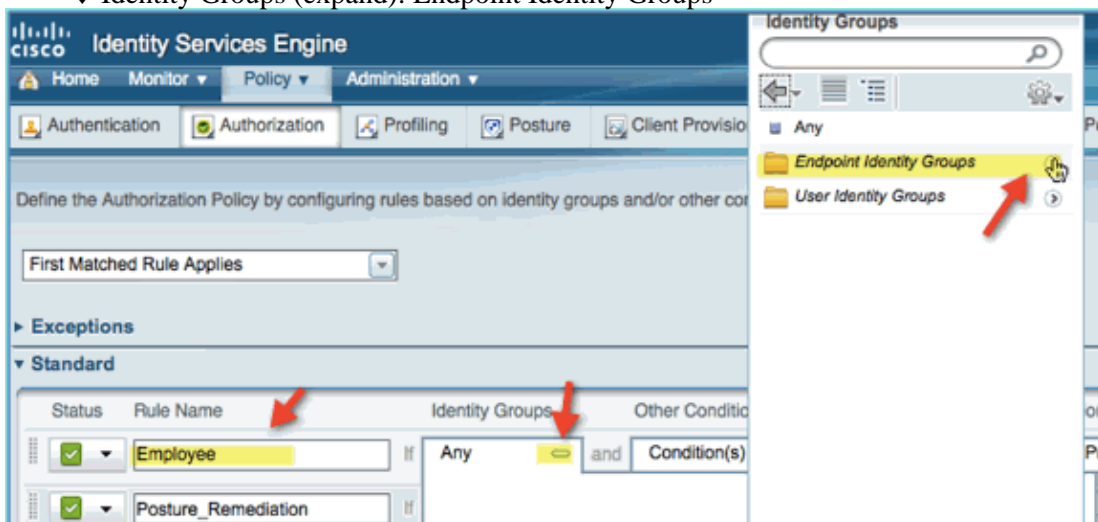 Identity Groups (expand): Endpoint Identity Groups
cisco Identity Services Engine
Home Monitor Policy Administration
Authentication Authorization Profiling Posture Client Provisio
Define the Authorization Policy by configuring rules based on identity groups and/or other con
First Matched Rule Applies
Exceptions
Standard
Status Rule Name Identity Groups Other Conditio
Employee If Any and Condition(s)
Posture_Remediation If
Identity Groups
Any
Endpoint Identity Groups
User Identity Groups